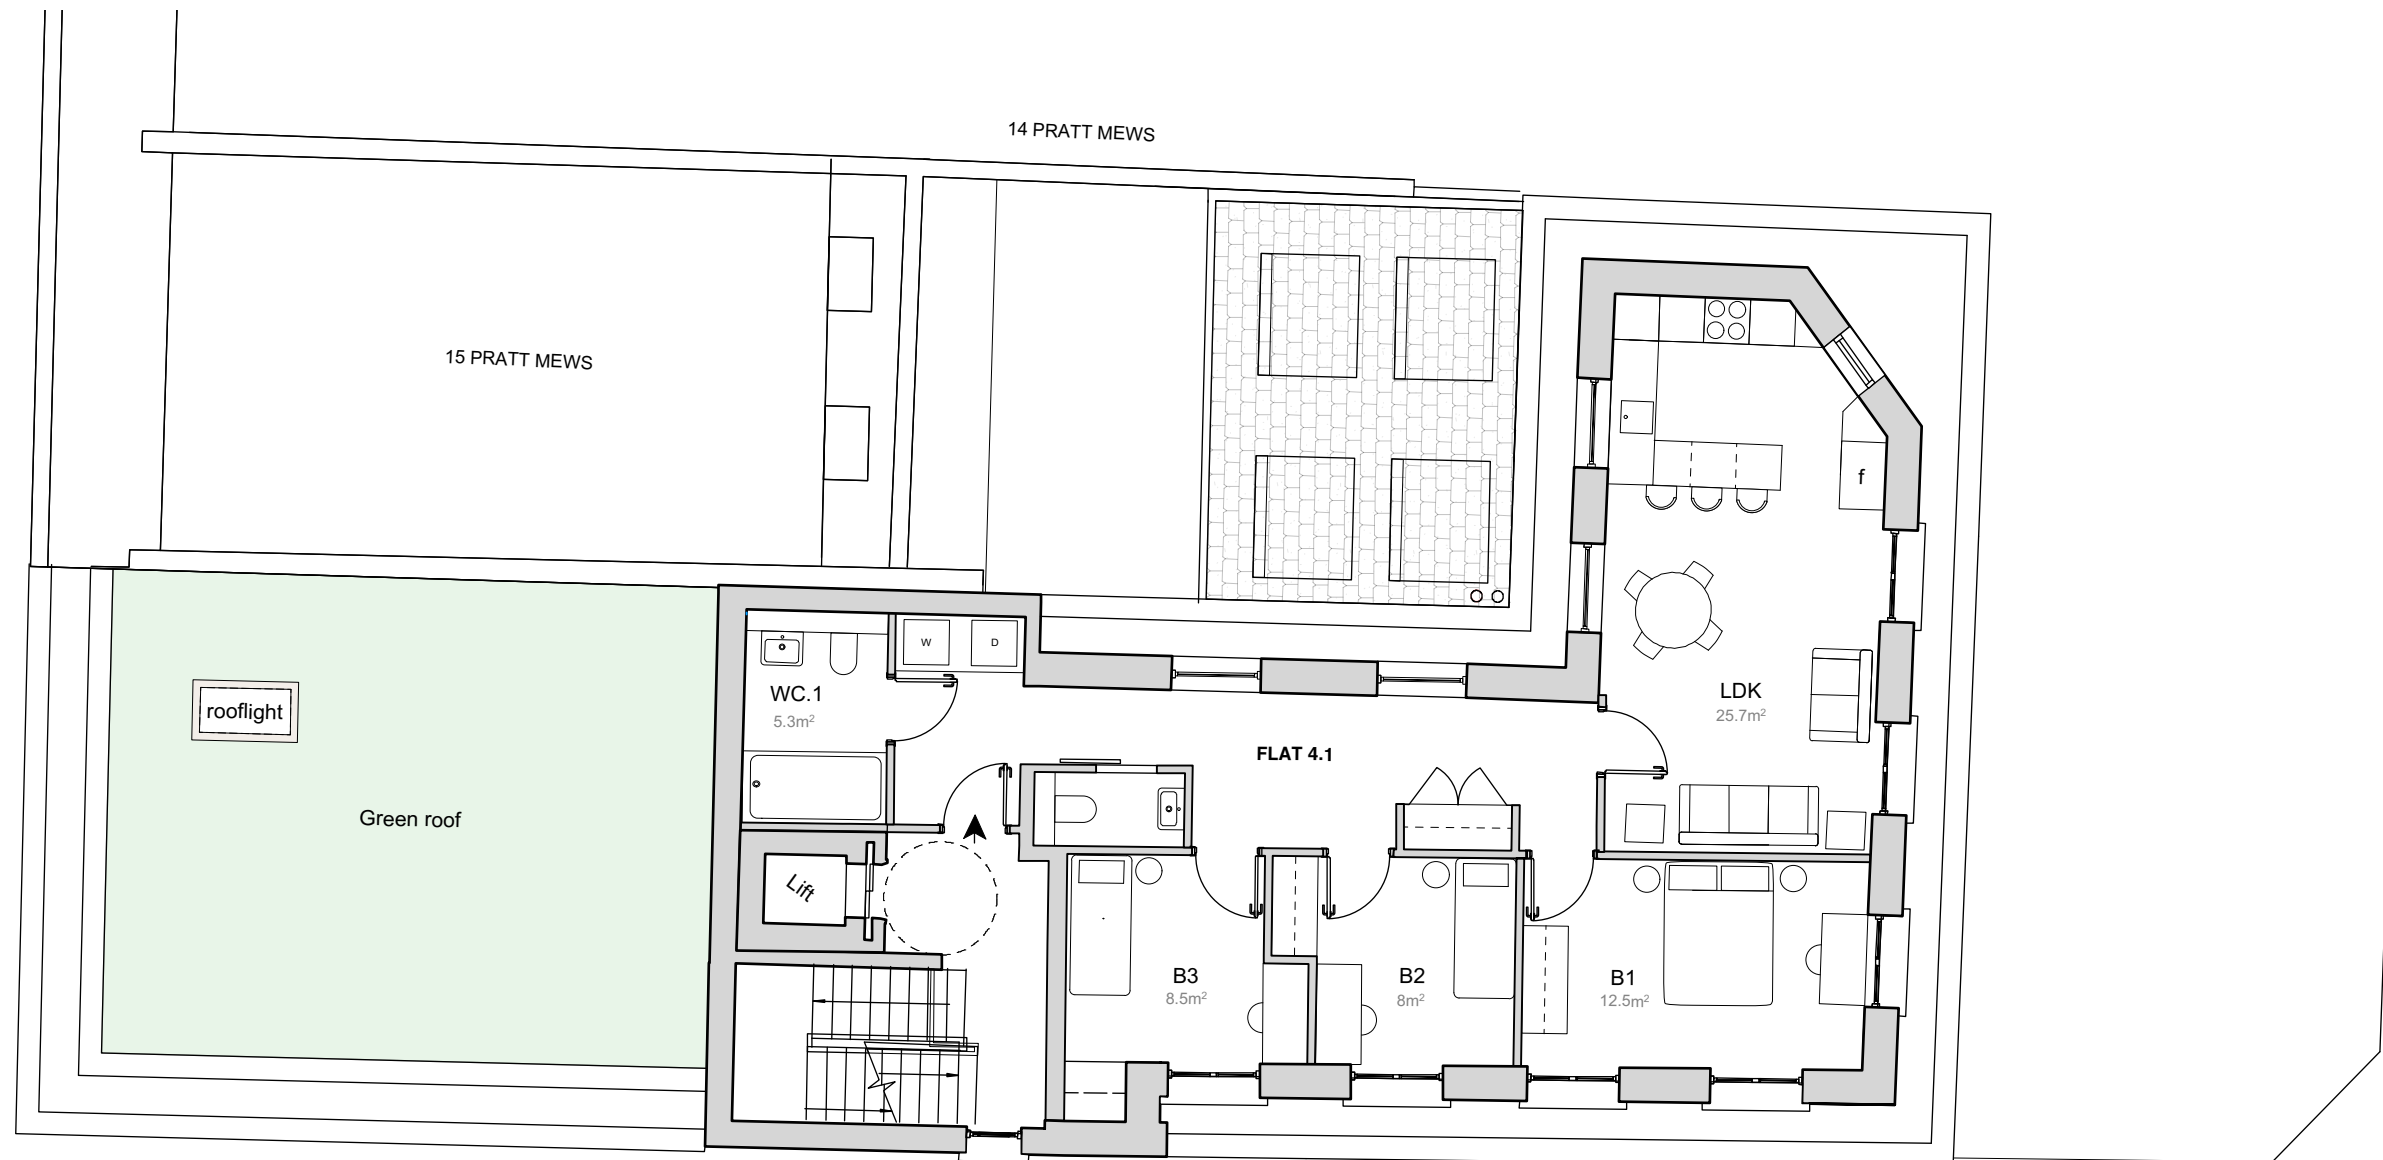 14 PRATT MEWS
15 PRATT MEWS
f
W
D
WC.1
5.3m²
LDK
25.7m²
rooflight
FLAT 4.1
Green roof
Lift
B3
8.5m²
B2
8m²
B1
12.5m²